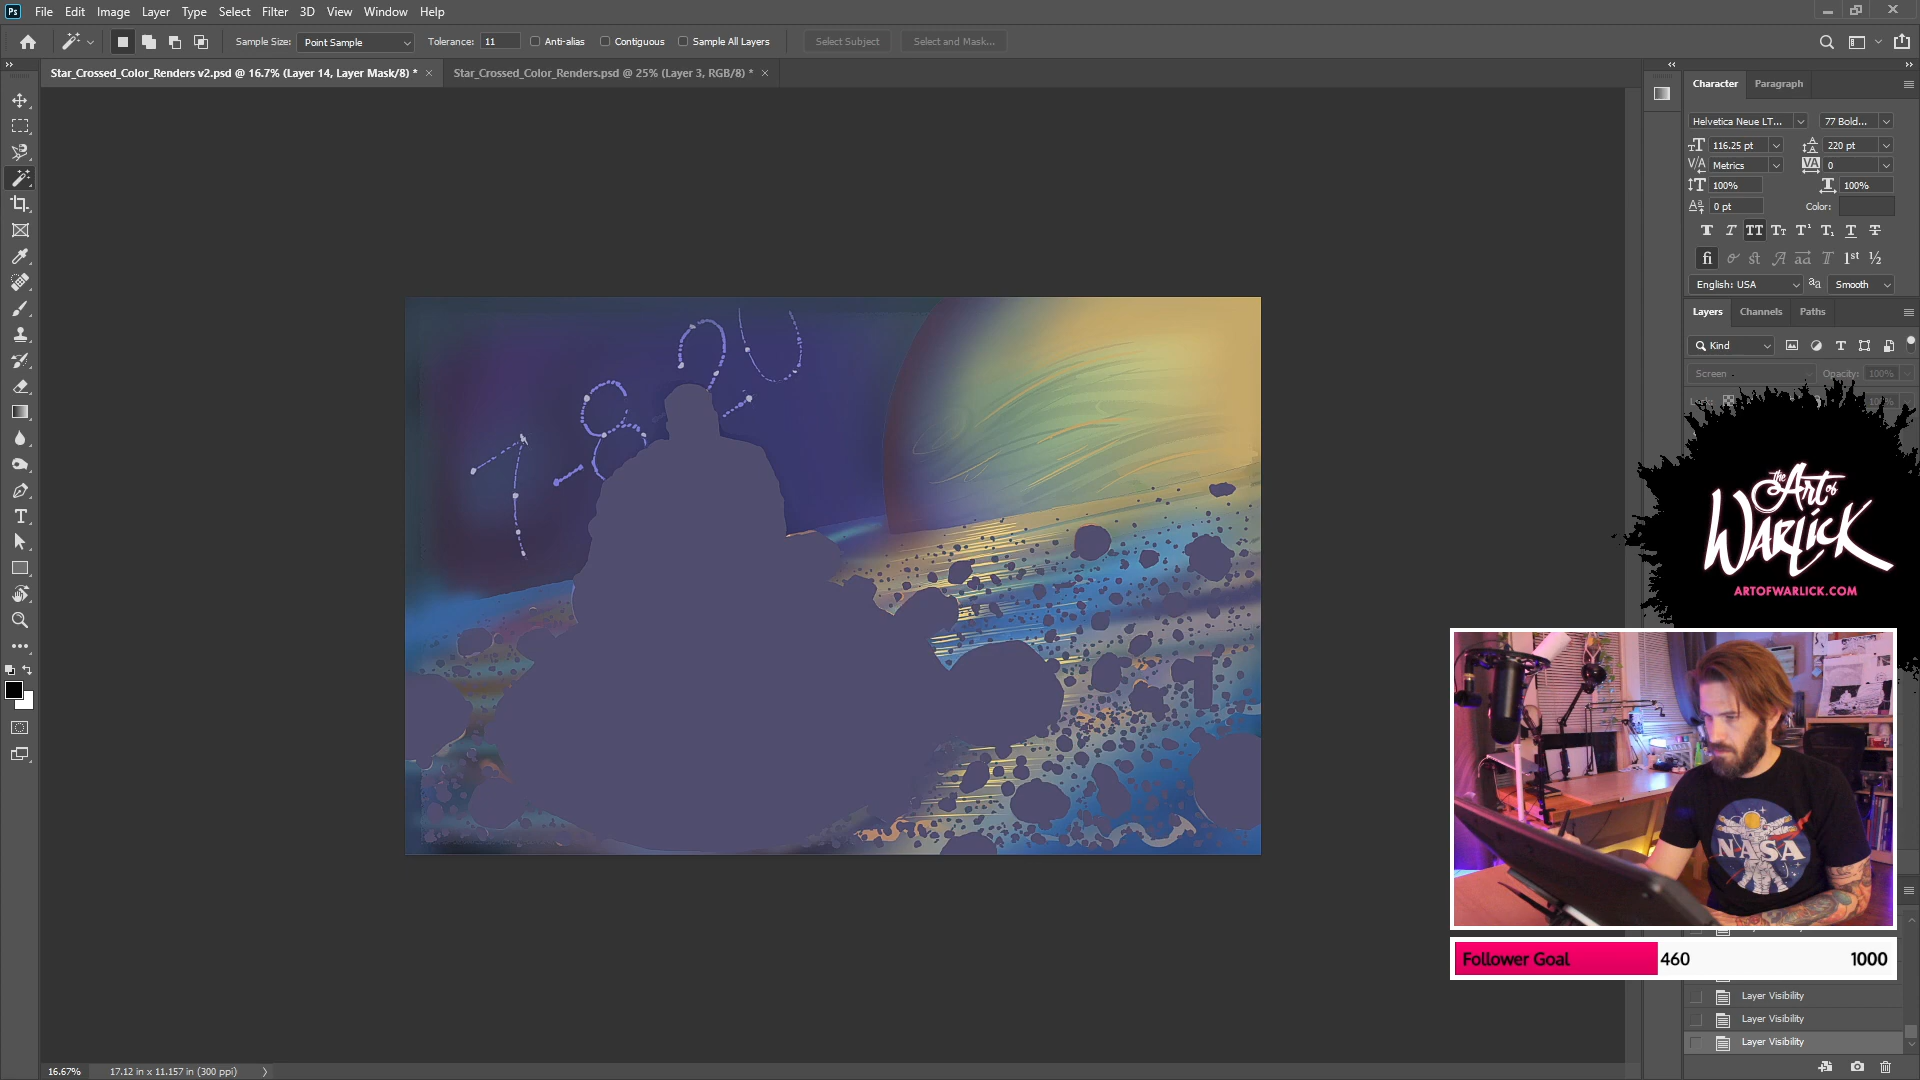 Ps File Edit Image Layer Type Select Filter 3D View Window Help
Sample Size: Point Sample Tolerance: 11 Anti-alias Contiguous Sample All Layers Select Subject Select and Mask...
Star_Crossed_Color_Renders v2.psd @ 16.7% (Layer 14, Layer Mask/8) * × Star_Crossed_Color_Renders.psd @ 25% (Layer 3, RGB/8) * ×
Character Paragraph
Helvetica Neue LT... 77 Bold...
116.25 pt 220 pt
Metrics 0
100% 100%
0 pt Color:
English: USA Smooth
Layers Channels Paths
Kind
Screen Opacity: 100%
the Art of
Warlick
ARTOFWARLICK.COM
NASA
Follower Goal 460 1000
Layer Visibility
Layer Visibility
Layer Visibility
16.67% 17.12 in x 11.157 in (300 ppi)